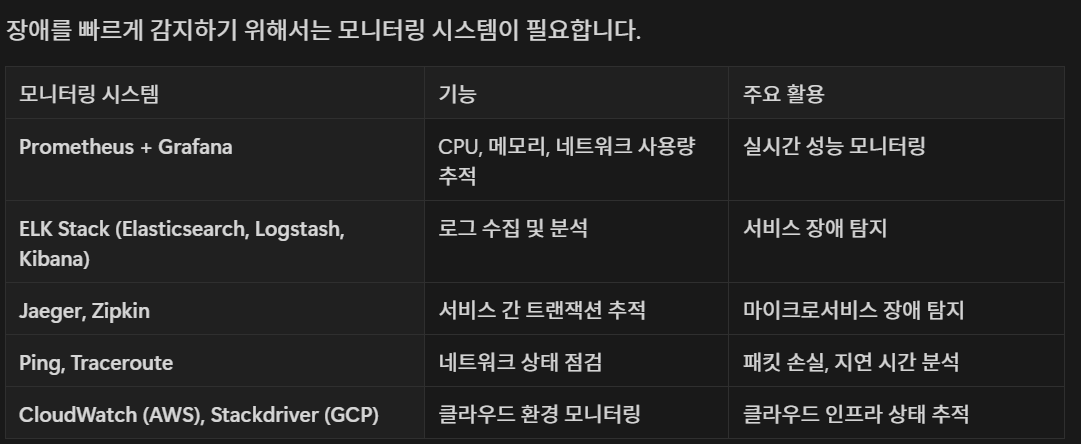 장애를 빠르게 감지하기 위해서는 모니터링 시스템이 필요합니다.
모니터링 시스템 기능 주요 활용
Prometheus + Grafana CPU, 메모리, 네트워크 사용량 추적 실시간 성능 모니터링
ELK Stack (Elasticsearch, Logstash, Kibana) 로그 수집 및 분석 서비스 장애 탐지
Jaeger, Zipkin 서비스 간 트랜잭션 추적 마이크로서비스 장애 탐지
Ping, Traceroute 네트워크 상태 점검 패킷 손실, 지연 시간 분석
CloudWatch (AWS), Stackdriver (GCP) 클라우드 환경 모니터링 클라우드 인프라 상태 추적